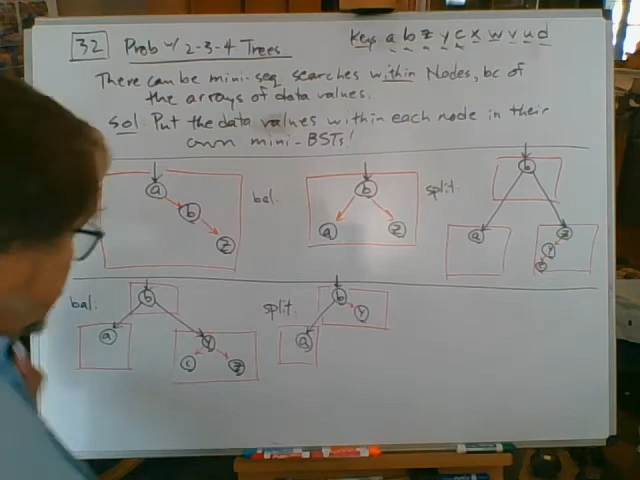 32 Prob w/ 2-3-4 Trees.
Keys a b z y c x w v u d
There can be mini-seq searches within Nodes, bc of
the arrays of data values.
Sol. Put the data values within each node in their
own mini-BSTs!
a b z
bal.
b a z
split.
b a z y c
bal.
b a y c z
split.
b y a